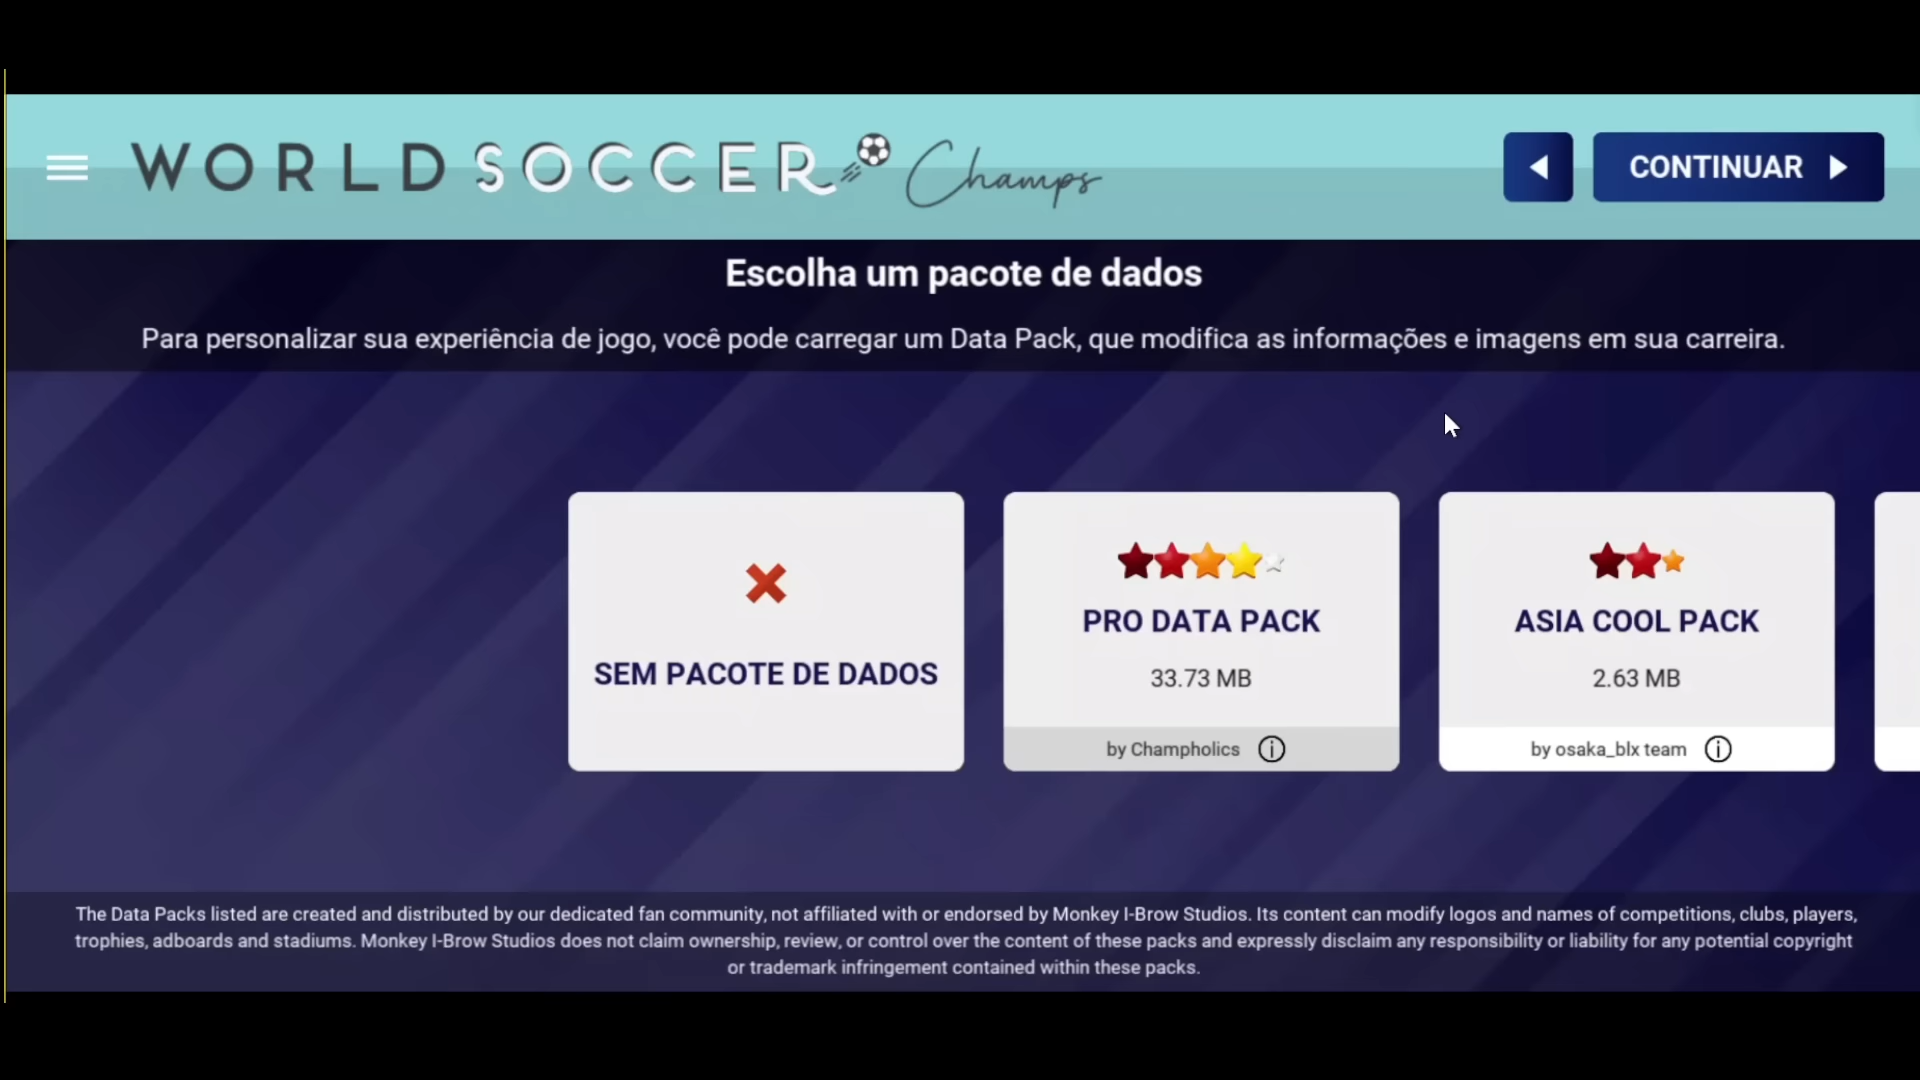 WORLD SOCCER Champs
CONTINUAR
Escolha um pacote de dados
Para personalizar sua experiência de jogo, você pode carregar um Data Pack, que modifica as informações e imagens em sua carreira.
SEM PACOTE DE DADOS
PRO DATA PACK
33.73 MB
by Champholics
ASIA COOL PACK
2.63 MB
by osaka_blx team
The Data Packs listed are created and distributed by our dedicated fan community, not affiliated with or endorsed by Monkey I-Brow Studios. Its content can modify logos and names of competitions, clubs, players,
trophies, adboards and stadiums. Monkey I-Brow Studios does not claim ownership, review, or control over the content of these packs and expressly disclaim any responsibility or liability for any potential copyright
or trademark infringement contained within these packs.